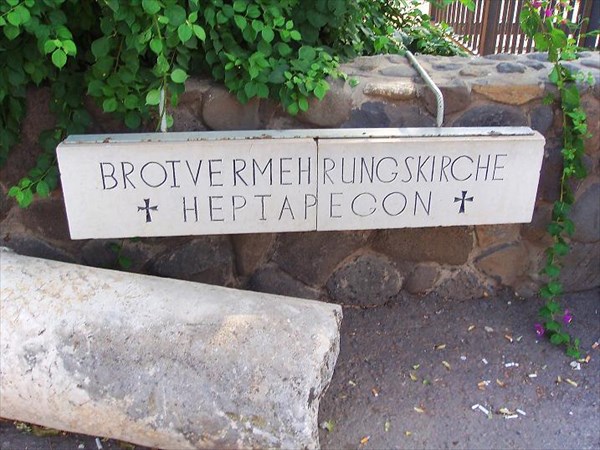 BROTVERMEHRUNGSKIRCHE
✠ HEPTAPEGON ✠